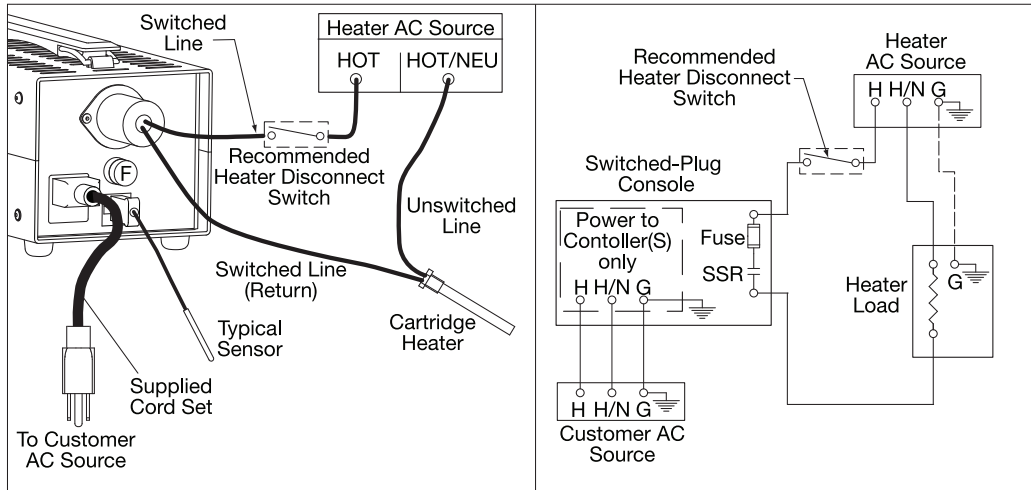 Switched
Line
Heater AC Source
HOT
HOT/NEU
F
Recommended
Heater Disconnect
Switch
Unswitched
Line
Switched Line
(Return)
Typical
Sensor
Cartridge
Heater
Supplied
Cord Set
To Customer
AC Source
Recommended
Heater Disconnect
Switch
Heater
AC Source
H H/N G
Switched-Plug
Console
Power to
Contoller(S)
only
H H/N G
Fuse
SSR
Heater
Load
G
H H/N G
Customer AC
Source